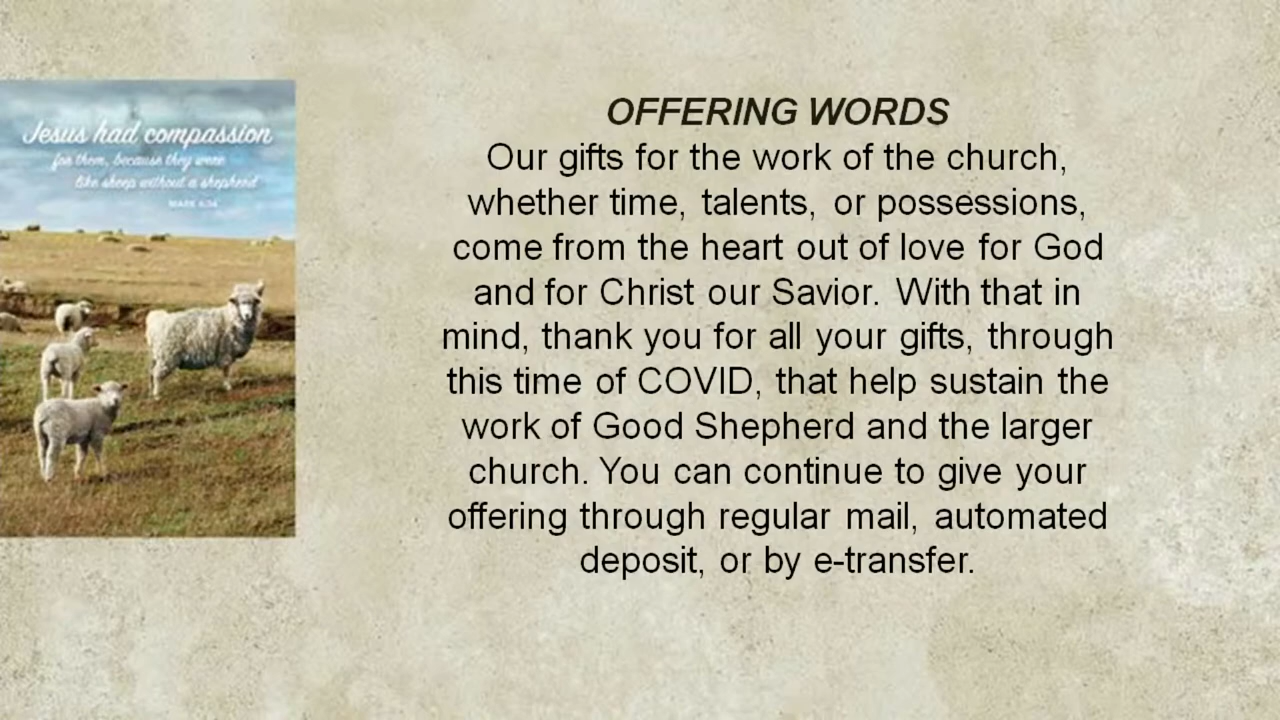 Jesus had compassion
for them, because they were
like sheep without a shepherd
MARK 6:34
OFFERING WORDS
Our gifts for the work of the church,
whether time, talents, or possessions,
come from the heart out of love for God
and for Christ our Savior. With that in
mind, thank you for all your gifts, through
this time of COVID, that help sustain the
work of Good Shepherd and the larger
church. You can continue to give your
offering through regular mail, automated
deposit, or by e-transfer.